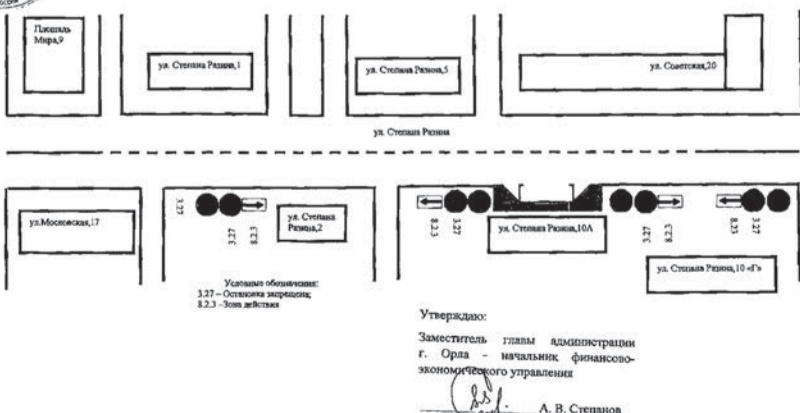 Площадь
Мира,9
ул. Степана Разина,1
ул. Степана Разина,5
ул. Советская,20
ул. Степана Разина
ул.Московская,17
3.27
3.27
8.2.3
ул. Степана
Разина,2
8.2.3
3.27
ул. Степана Разина,10А
3.27
8.2.3
8.2.3
3.27
ул. Степана Разина,10 «Г»
Условные обозначения:
3.27 – Остановка запрещена;
8.2.3 –Зона действия
Утверждаю:
Заместитель главы администрации
г. Орла - начальник финансово-
экономического управления
А. В. Степанов